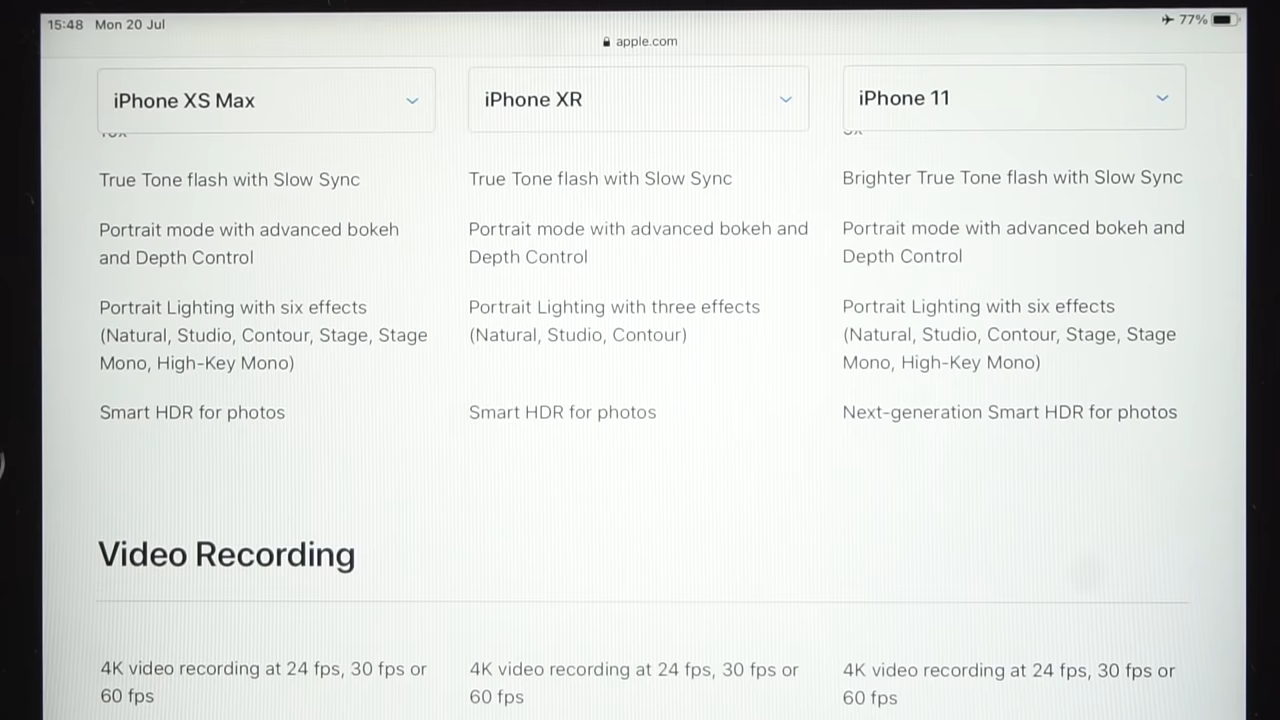 15:48 Mon 20 Jul
77%
apple.com
iPhone XS Max
iPhone XR
iPhone 11
True Tone flash with Slow Sync
True Tone flash with Slow Sync
Brighter True Tone flash with Slow Sync
Portrait mode with advanced bokeh
and Depth Control
Portrait mode with advanced bokeh and
Depth Control
Portrait mode with advanced bokeh and
Depth Control
Portrait Lighting with six effects
(Natural, Studio, Contour, Stage, Stage
Mono, High-Key Mono)
Portrait Lighting with three effects
(Natural, Studio, Contour)
Portrait Lighting with six effects
(Natural, Studio, Contour, Stage, Stage
Mono, High-Key Mono)
Smart HDR for photos
Smart HDR for photos
Next-generation Smart HDR for photos
Video Recording
4K video recording at 24 fps, 30 fps or
60 fps
4K video recording at 24 fps, 30 fps or
60 fps
4K video recording at 24 fps, 30 fps or
60 fps